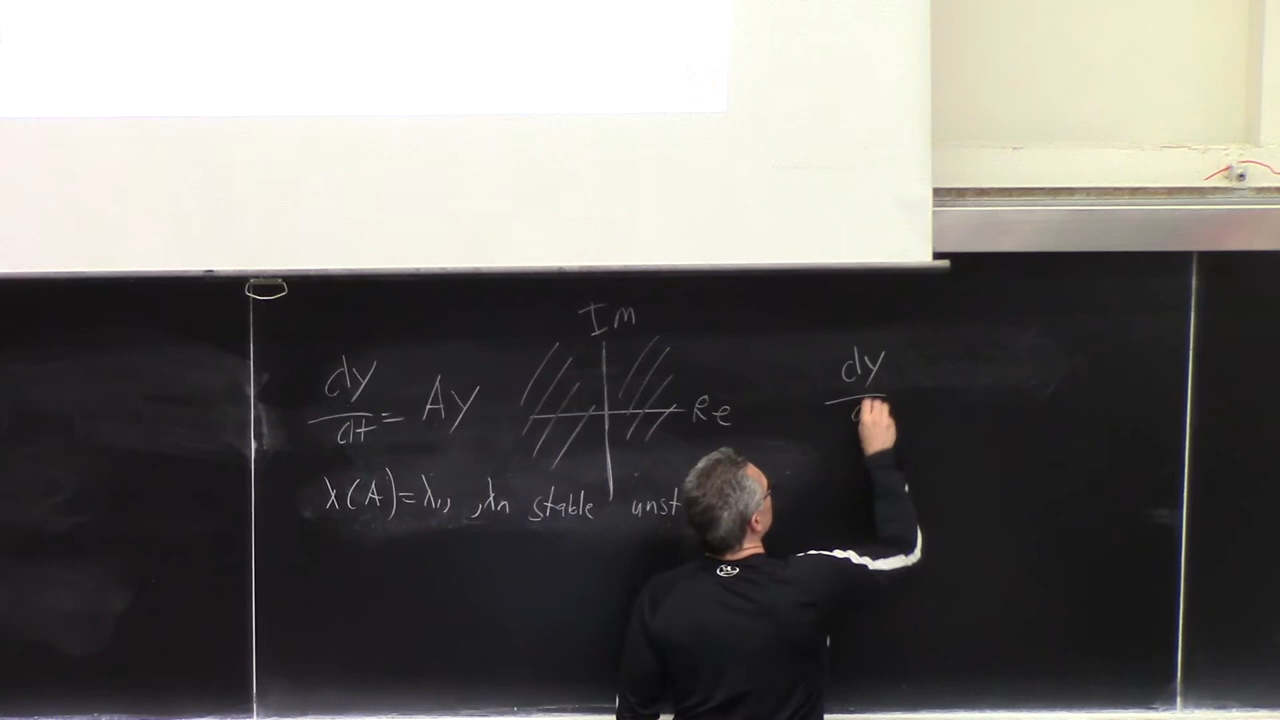 dy/dt = Ay
λ(A)=λ₁, ,λn
Im
Re
stable unst
dy